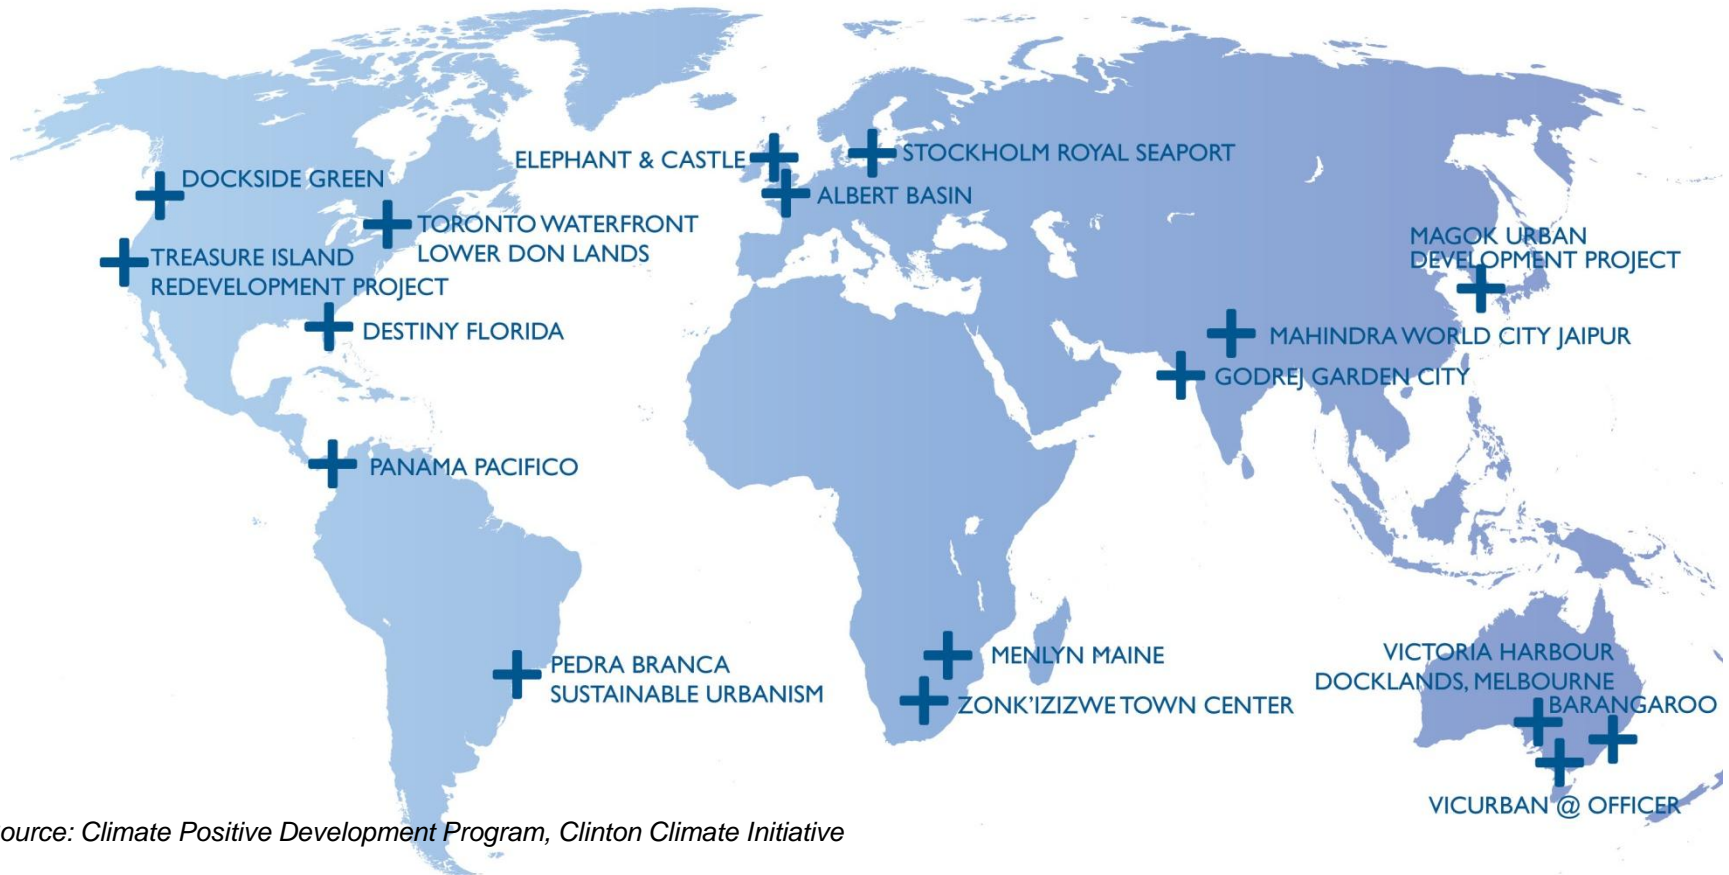 ELEPHANT & CASTLE
STOCKHOLM ROYAL SEAPORT
DOCKSIDE GREEN
ALBERT BASIN
TORONTO WATERFRONT
LOWER DON LANDS
TREASURE ISLAND
REDEVELOPMENT PROJECT
MAGOK URBAN
DEVELOPMENT PROJECT
DESTINY FLORIDA
MAHINDRA WORLD CITY JAIPUR
GODREJ GARDEN CITY
PANAMA PACIFICO
PEDRA BRANCA
SUSTAINABLE URBANISM
MENLYN MAINE
ZONK'IZIZWE TOWN CENTER
VICTORIA HARBOUR
DOCKLANDS, MELBOURNE
BARANGAROO
VICURBAN @ OFFICER
ource: Climate Positive Development Program, Clinton Climate Initiative